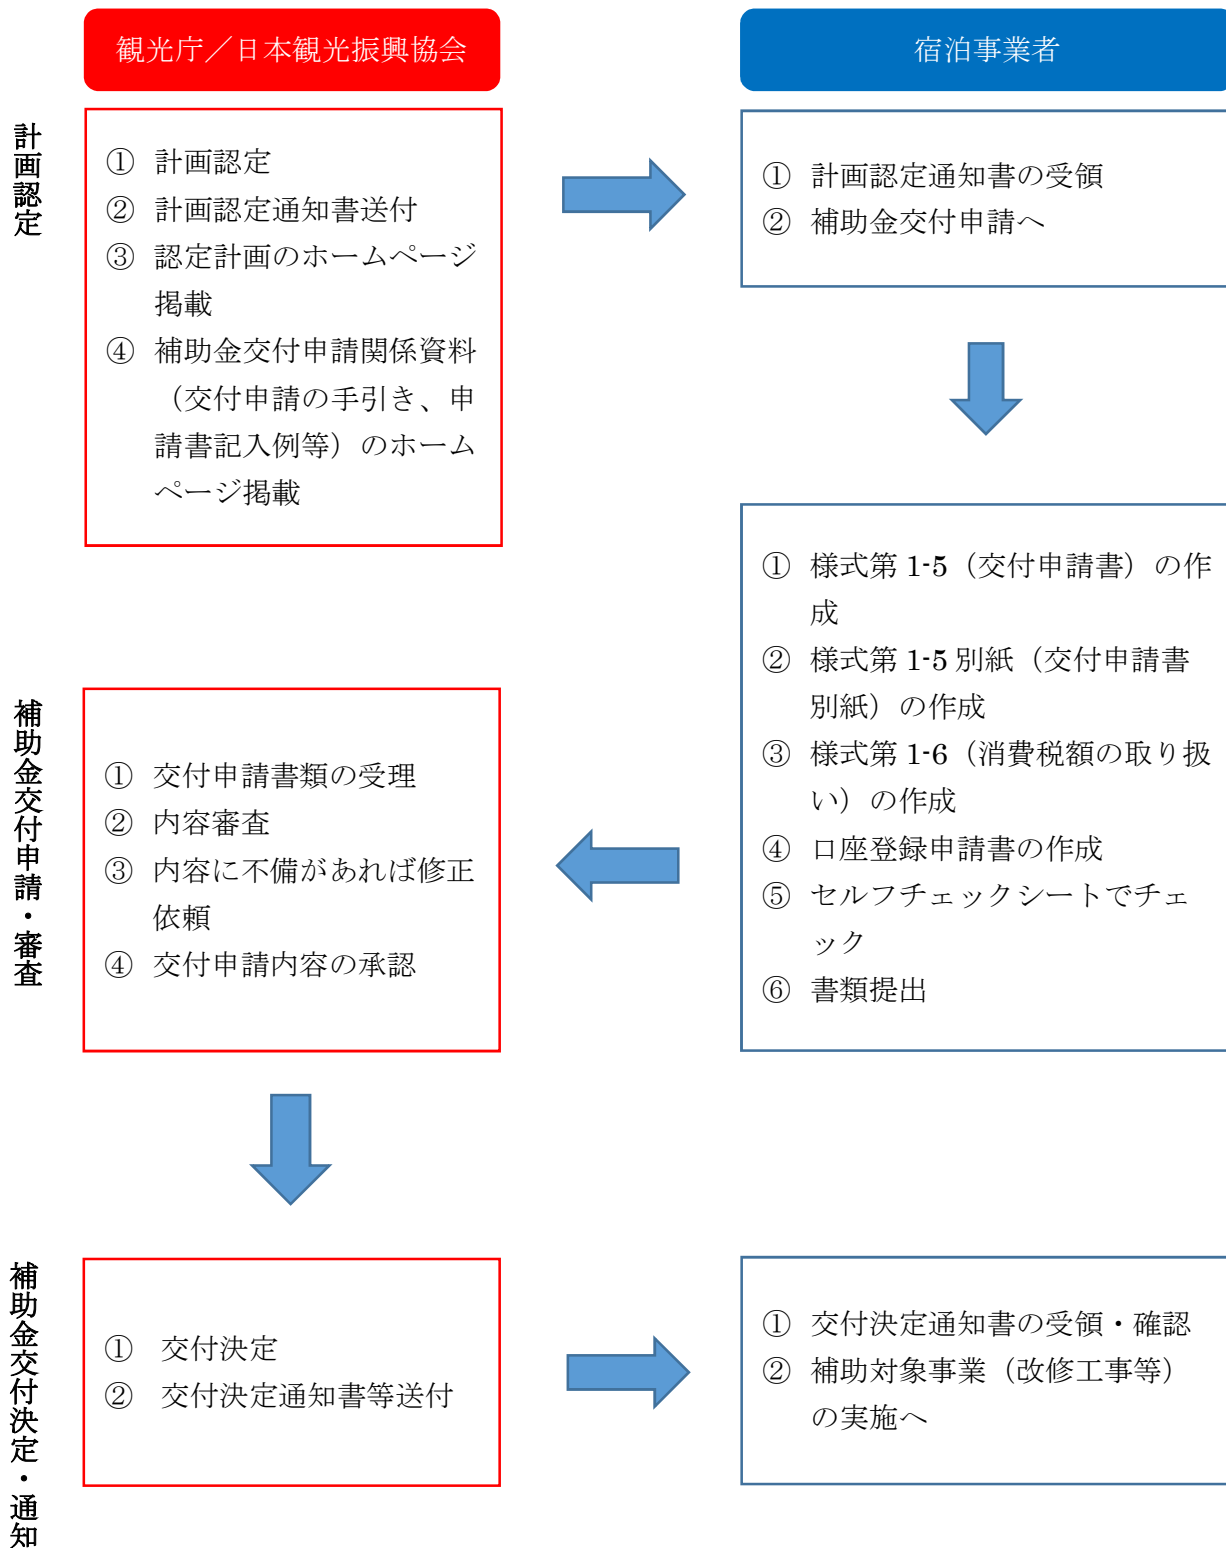 観光庁／日本観光振興協会
宿泊事業者
計画認定
① 計画認定
② 計画認定通知書送付
③ 認定計画のホームページ
掲載
④ 補助金交付申請関係資料
（交付申請の手引き、申
請書記入例等）のホーム
ページ掲載
① 計画認定通知書の受領
② 補助金交付申請へ
① 様式第 1-5（交付申請書）の作
成
② 様式第 1-5 別紙（交付申請書
別紙）の作成
③ 様式第 1-6（消費税額の取り扱
い）の作成
④ 口座登録申請書の作成
⑤ セルフチェックシートでチェ
ック
⑥ 書類提出
補助金交付申請・審査
① 交付申請書類の受理
② 内容審査
③ 内容に不備があれば修正
依頼
④ 交付申請内容の承認
補助金交付決定・通知
① 交付決定
② 交付決定通知書等送付
① 交付決定通知書の受領・確認
② 補助対象事業（改修工事等）
の実施へ